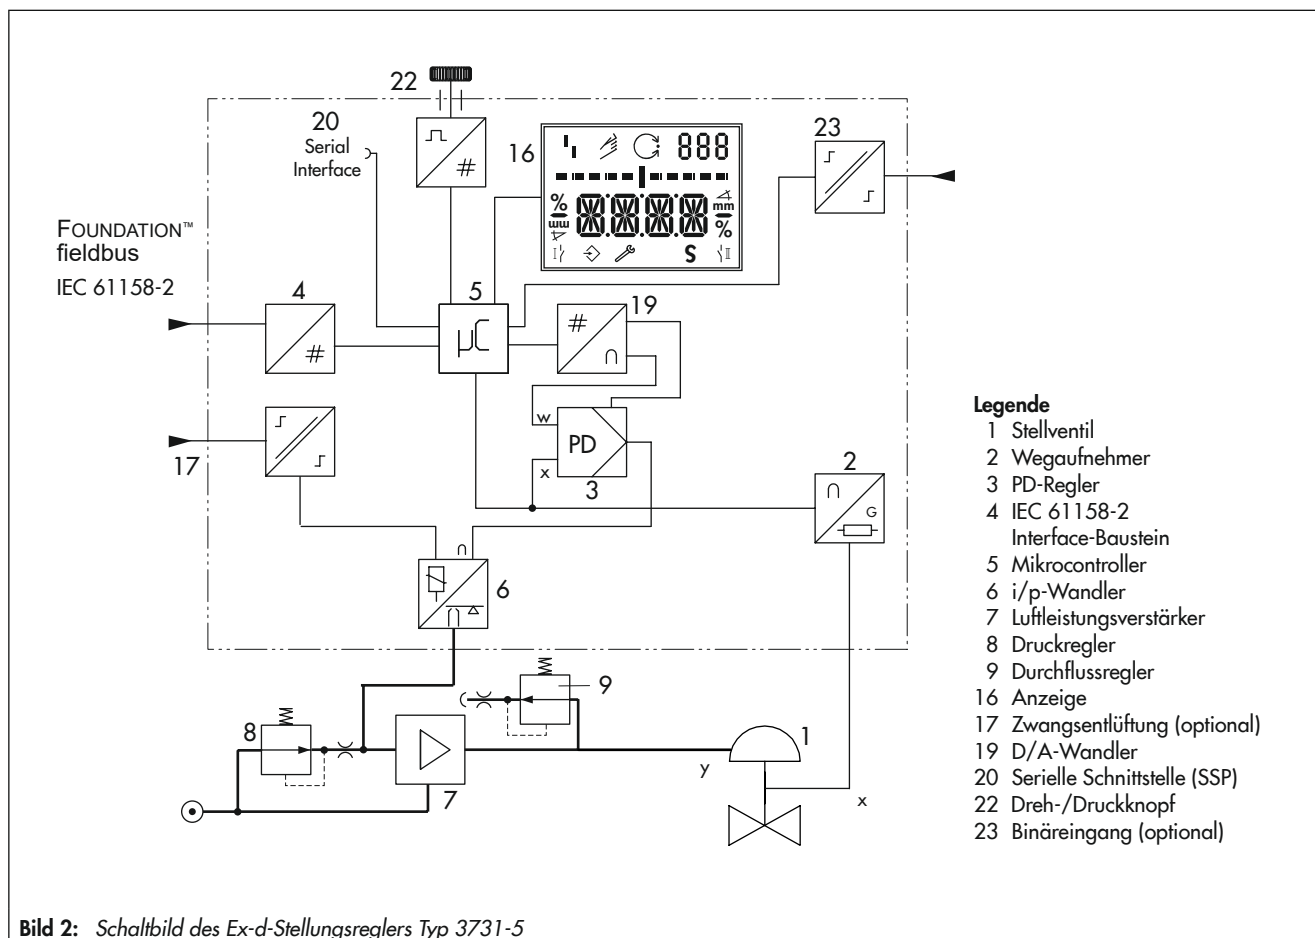 22
20
Serial
Interface
16
888
%
mm
mm
%
S
23
FOUNDATION™
fieldbus
IEC 61158-2
4
#
#
5
µC
19
#
∩
17
w
PD
x
3
2
∩
G
∩
6
9
8
7
y
1
x
Legende
1 Stellventil
2 Wegaufnehmer
3 PD-Regler
4 IEC 61158-2
Interface-Baustein
5 Mikrocontroller
6 i/p-Wandler
7 Luftleistungsverstärker
8 Druckregler
9 Durchflussregler
16 Anzeige
17 Zwangsentlüftung (optional)
19 D/A-Wandler
20 Serielle Schnittstelle (SSP)
22 Dreh-/Druckknopf
23 Binäreingang (optional)
Bild 2: Schaltbild des Ex-d-Stellungsreglers Typ 3731-5